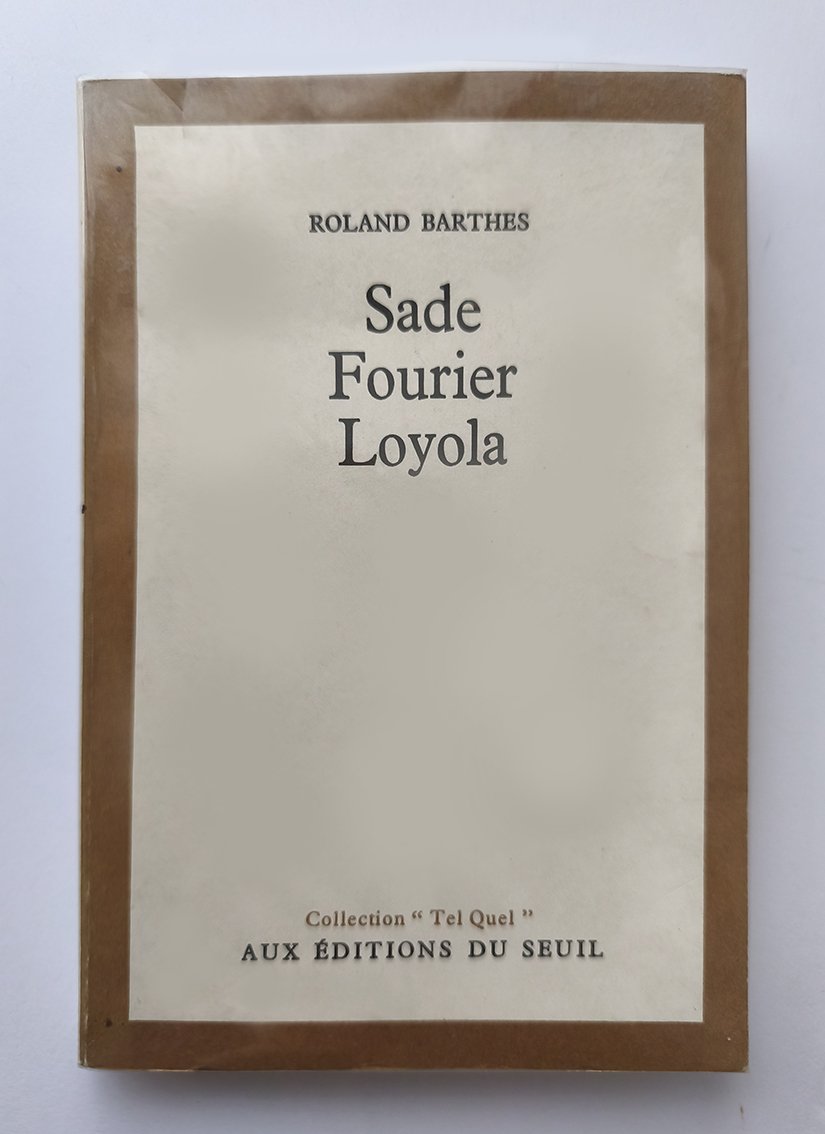 ROLAND BARTHES
Sade
Fourier
Loyola
Collection “ Tel Quel ”
AUX ÉDITIONS DU SEUIL